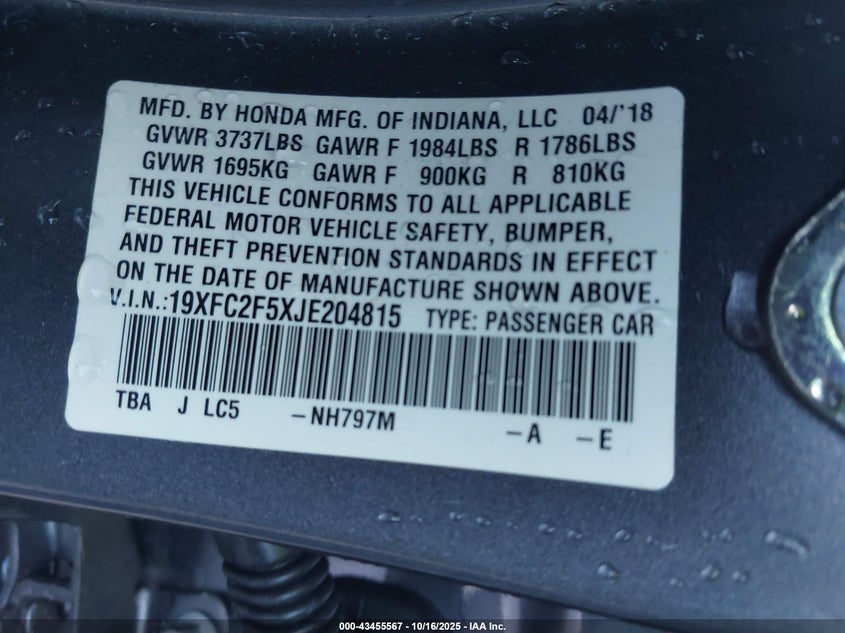 MFD. BY HONDA MFG. OF INDIANA, LLC 04/'18
GVWR 3737LBS GAWR F 1984LBS R 1786LBS
GVWR 1695KG GAWR F 900KG R 810KG
THIS VEHICLE CONFORMS TO ALL APPLICABLE
FEDERAL MOTOR VEHICLE SAFETY, BUMPER,
AND THEFT PREVENTION STANDARDS IN EFFECT
ON THE DATE OF MANUFACTURE SHOWN ABOVE.
V.I.N.:19XFC2F5XJE204815 TYPE: PASSENGER CAR
TBA J LC5 –NH797M –A –E
000-43455567 - 10/16/2025 - IAA Inc.